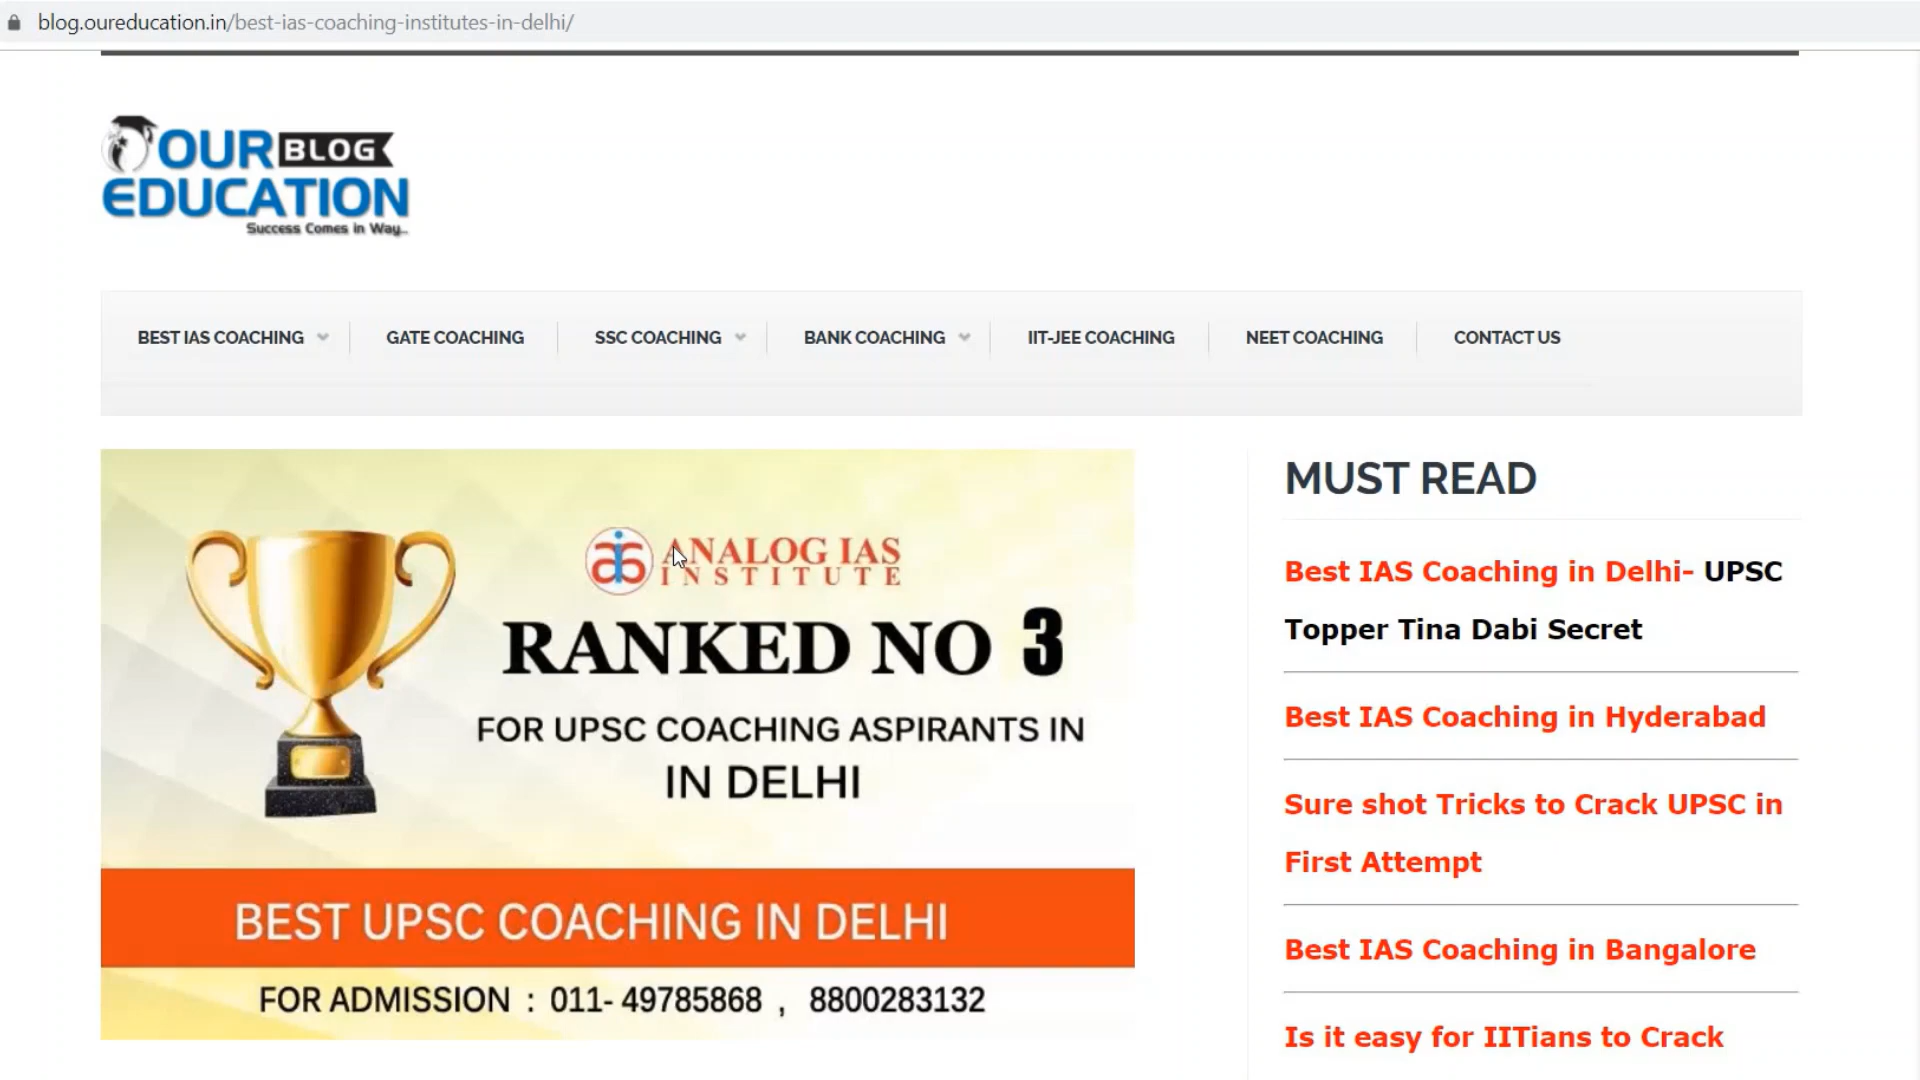 blog.oureducation.in/best-ias-coaching-institutes-in-delhi/
OUR BLOG
EDUCATION
Success Comes in Way..
BEST IAS COACHING
GATE COACHING
SSC COACHING
BANK COACHING
IIT-JEE COACHING
NEET COACHING
CONTACT US
ANALOG IAS
INSTITUTE
RANKED NO 3
FOR UPSC COACHING ASPIRANTS IN
IN DELHI
BEST UPSC COACHING IN DELHI
FOR ADMISSION : 011- 49785868 , 8800283132
MUST READ
Best IAS Coaching in Delhi- UPSC
Topper Tina Dabi Secret
Best IAS Coaching in Hyderabad
Sure shot Tricks to Crack UPSC in
First Attempt
Best IAS Coaching in Bangalore
Is it easy for IITians to Crack